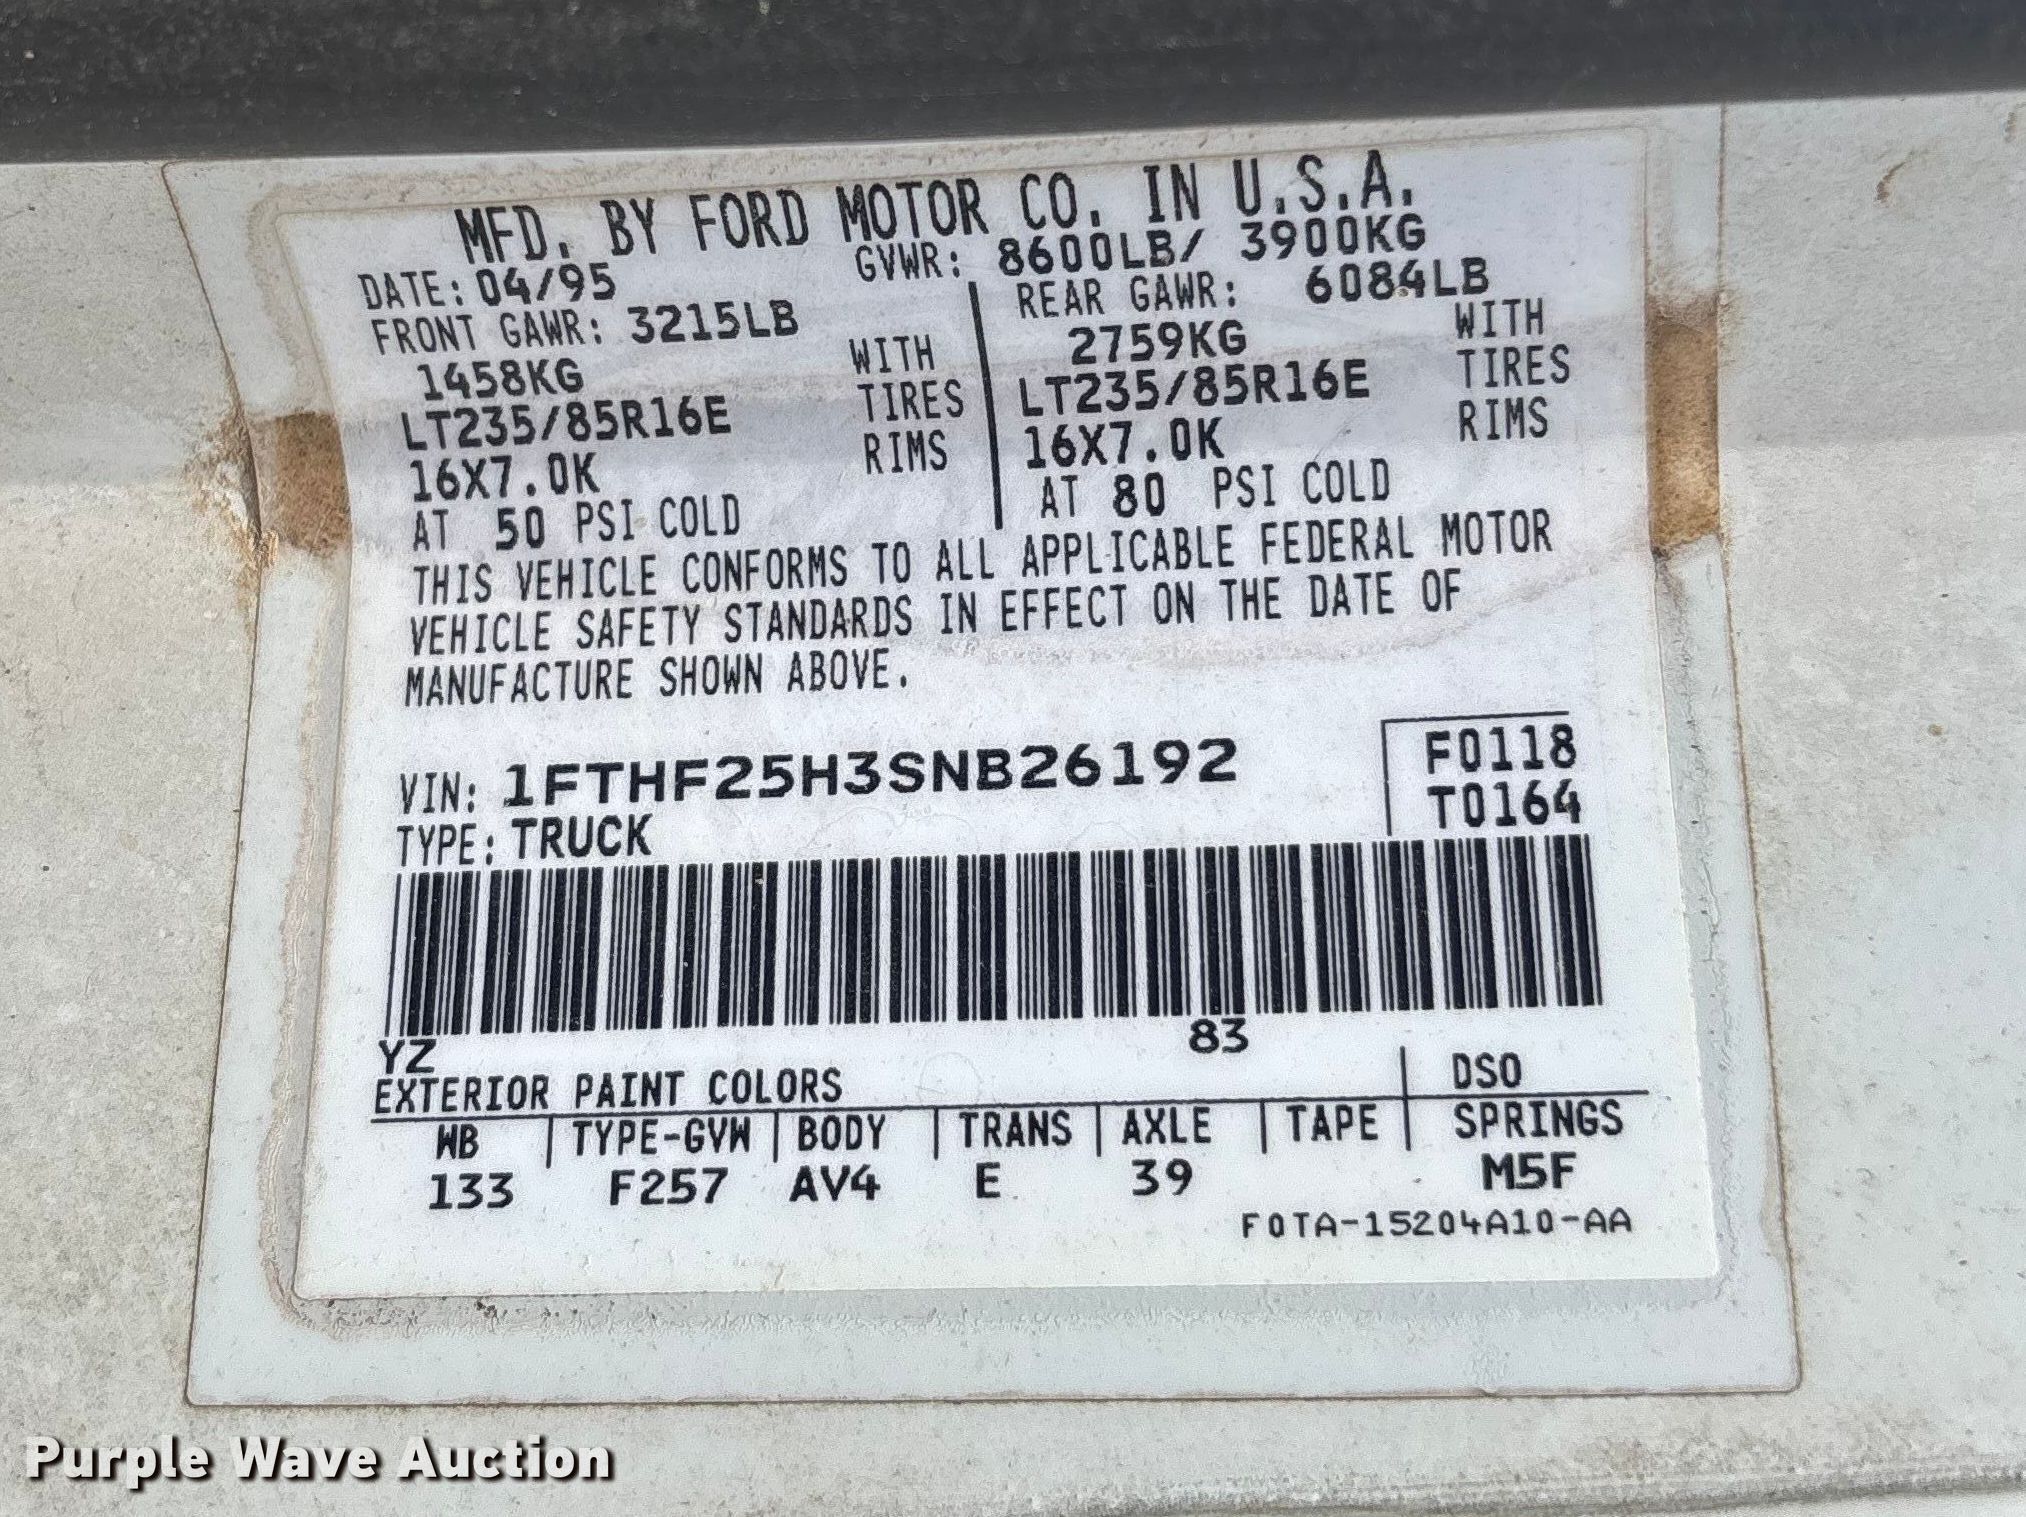 MFD. BY FORD MOTOR CO. IN U.S.A.
DATE: 04/95 GVWR: 8600LB/ 3900KG
FRONT GAWR: 3215LB REAR GAWR: 6084LB
1458KG WITH 2759KG WITH
LT235/85R16E TIRES LT235/85R16E TIRES
16X7.0K RIMS 16X7.0K RIMS
AT 50 PSI COLD AT 80 PSI COLD
THIS VEHICLE CONFORMS TO ALL APPLICABLE FEDERAL MOTOR
VEHICLE SAFETY STANDARDS IN EFFECT ON THE DATE OF
MANUFACTURE SHOWN ABOVE.
VIN: 1FTHF25H3SNB26192 F0118
TYPE: TRUCK T0164
YZ 83
EXTERIOR PAINT COLORS DSO
WB TYPE-GVW BODY TRANS AXLE TAPE SPRINGS
133 F257 AV4 E 39 M5F
F0TA-15204A10-AA
Purple Wave Auction